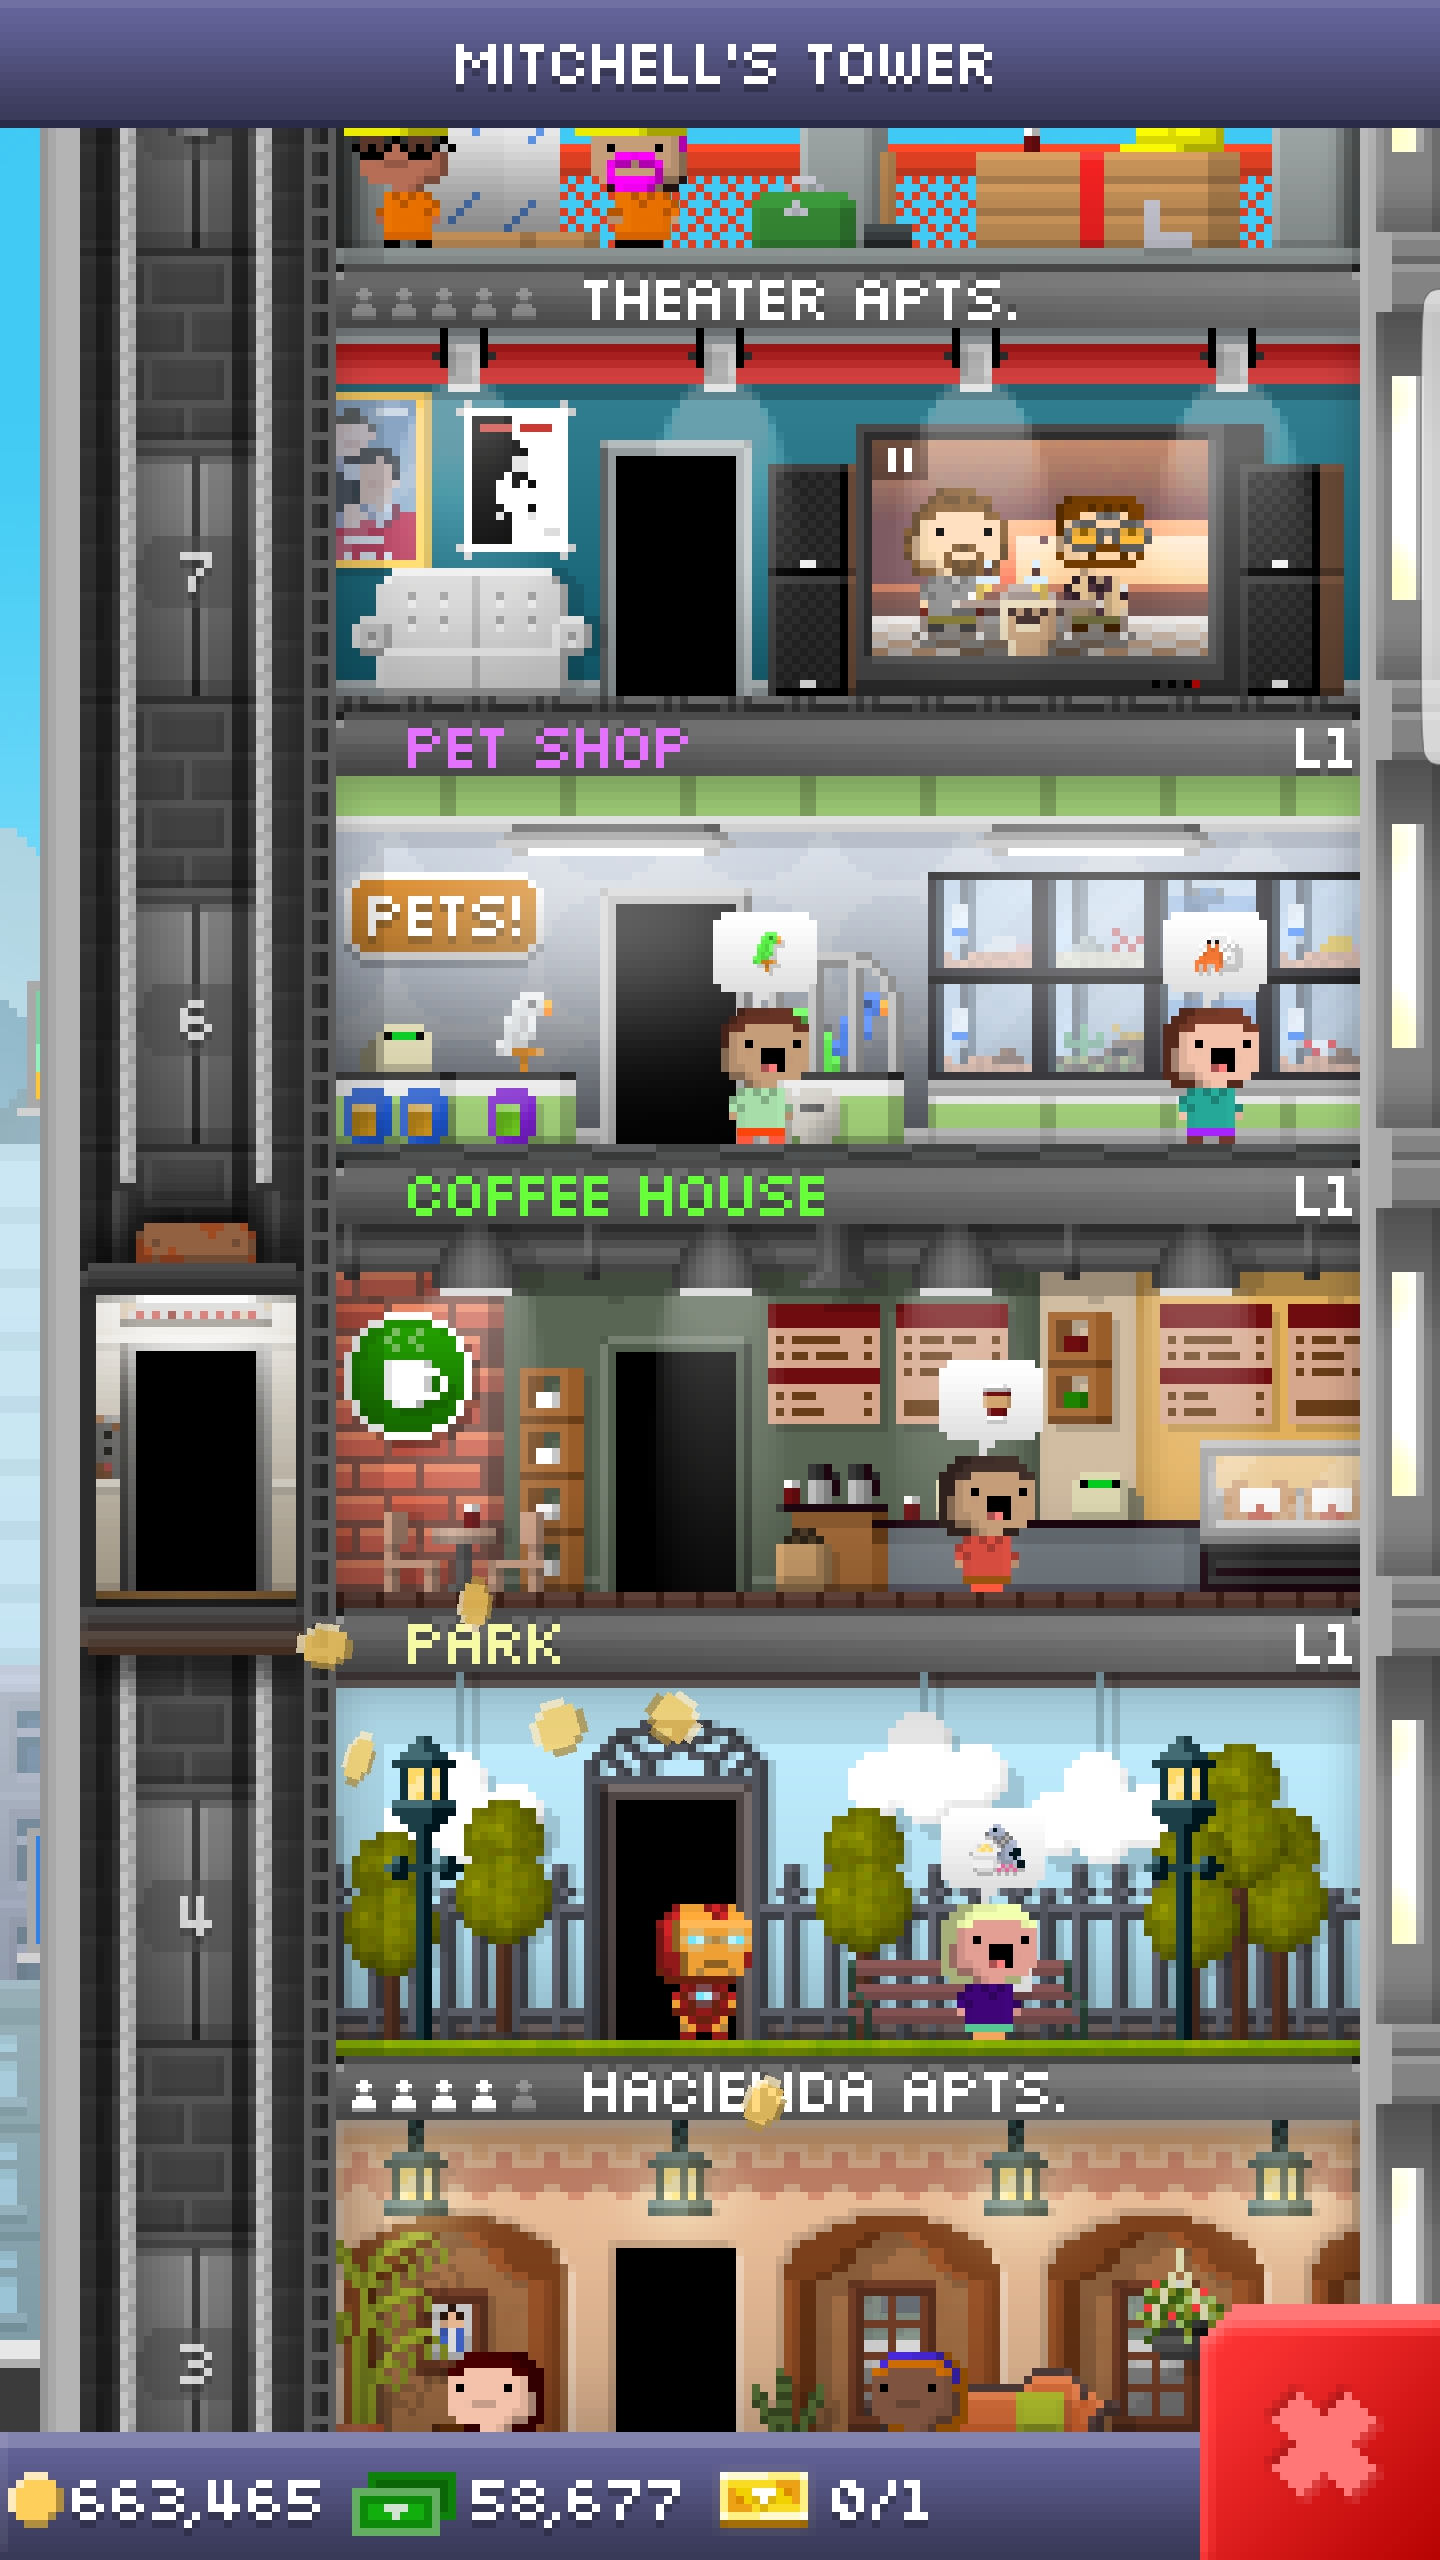 MITCHELL'S TOWER
THEATER APTS.
7
PET SHOP L1
PETS!
6
COFFEE HOUSE L1
PARK L1
4
HACIENDA APTS.
3
663,465 58,677 0/1